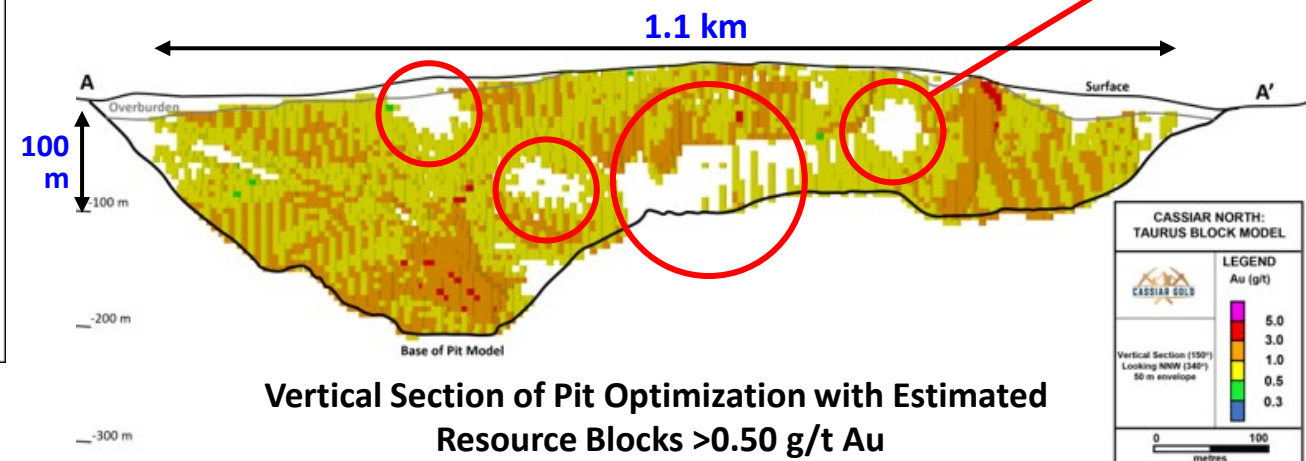 1.1 km
A
Overburden
Surface
A'
100
m
-100 m
-200 m
Base of Pit Model
-300 m
Vertical Section of Pit Optimization with Estimated
Resource Blocks >0.50 g/t Au
CASSIAR NORTH:
TAURUS BLOCK MODEL
CASSIAR GOLD
LEGEND
Au (g/t)
5.0
3.0
1.0
0.5
0.3
Vertical Section (150°)
Looking NNW (340°)
50 m envelope
0 100
metres